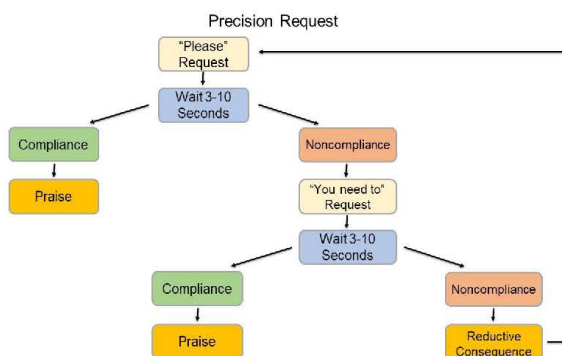 Precision Request
"Please"
Request
Wait 3-10
Seconds
Compliance
Noncompliance
Praise
"You need to"
Request
Wait 3-10
Seconds
Compliance
Noncompliance
Praise
Reductive
Consequence